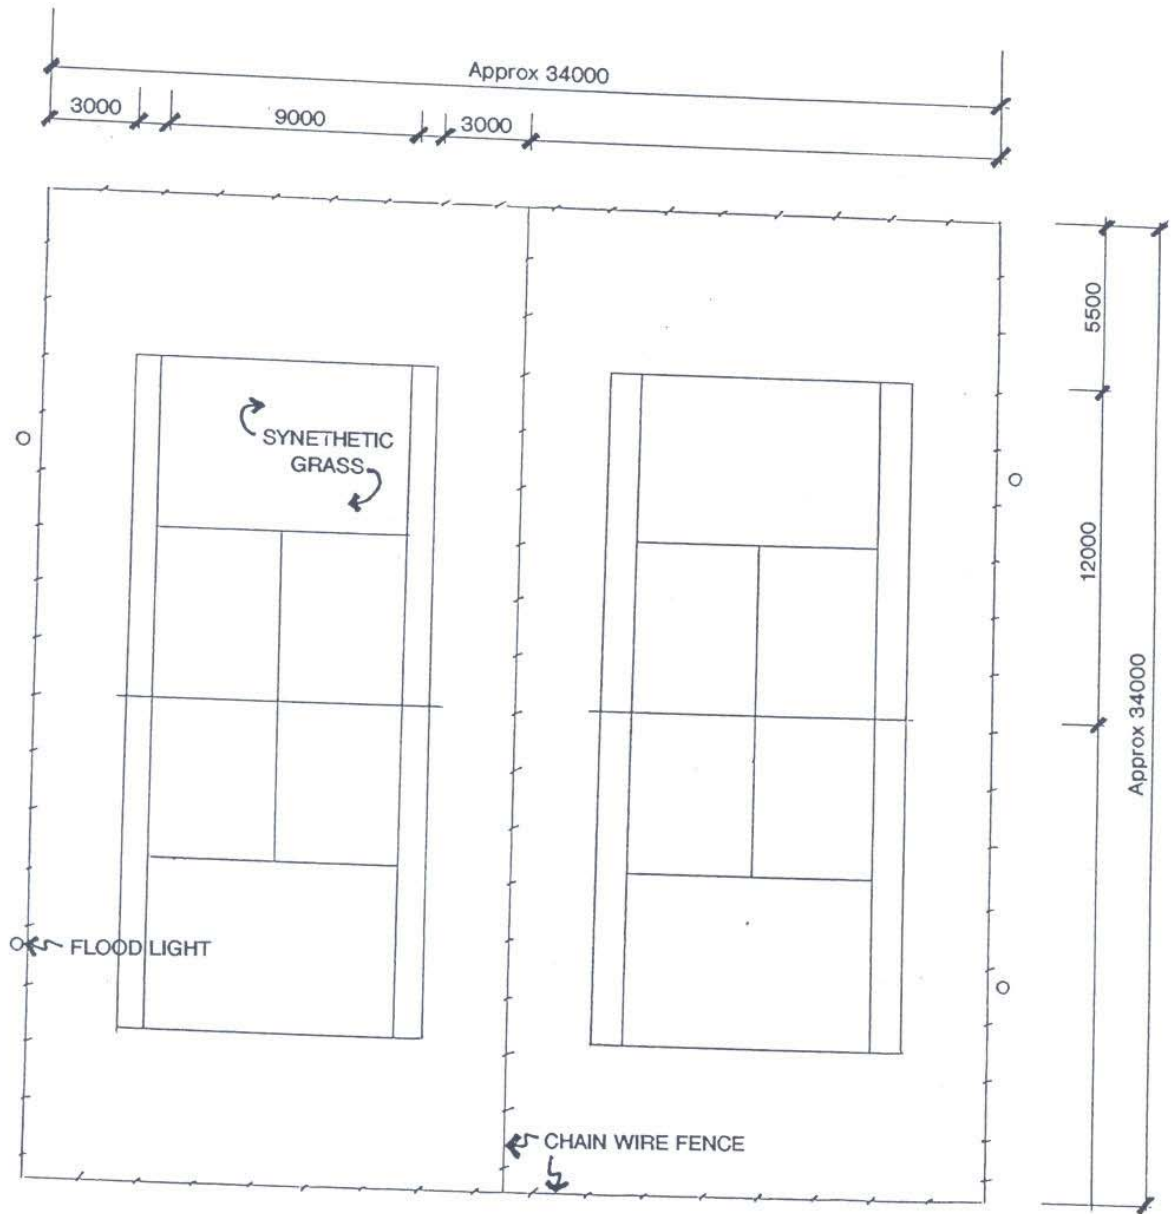 Approx 34000
3000
9000
3000
5500
SYNETHETIC
GRASS
12000
Approx 34000
FLOOD LIGHT
CHAIN WIRE FENCE